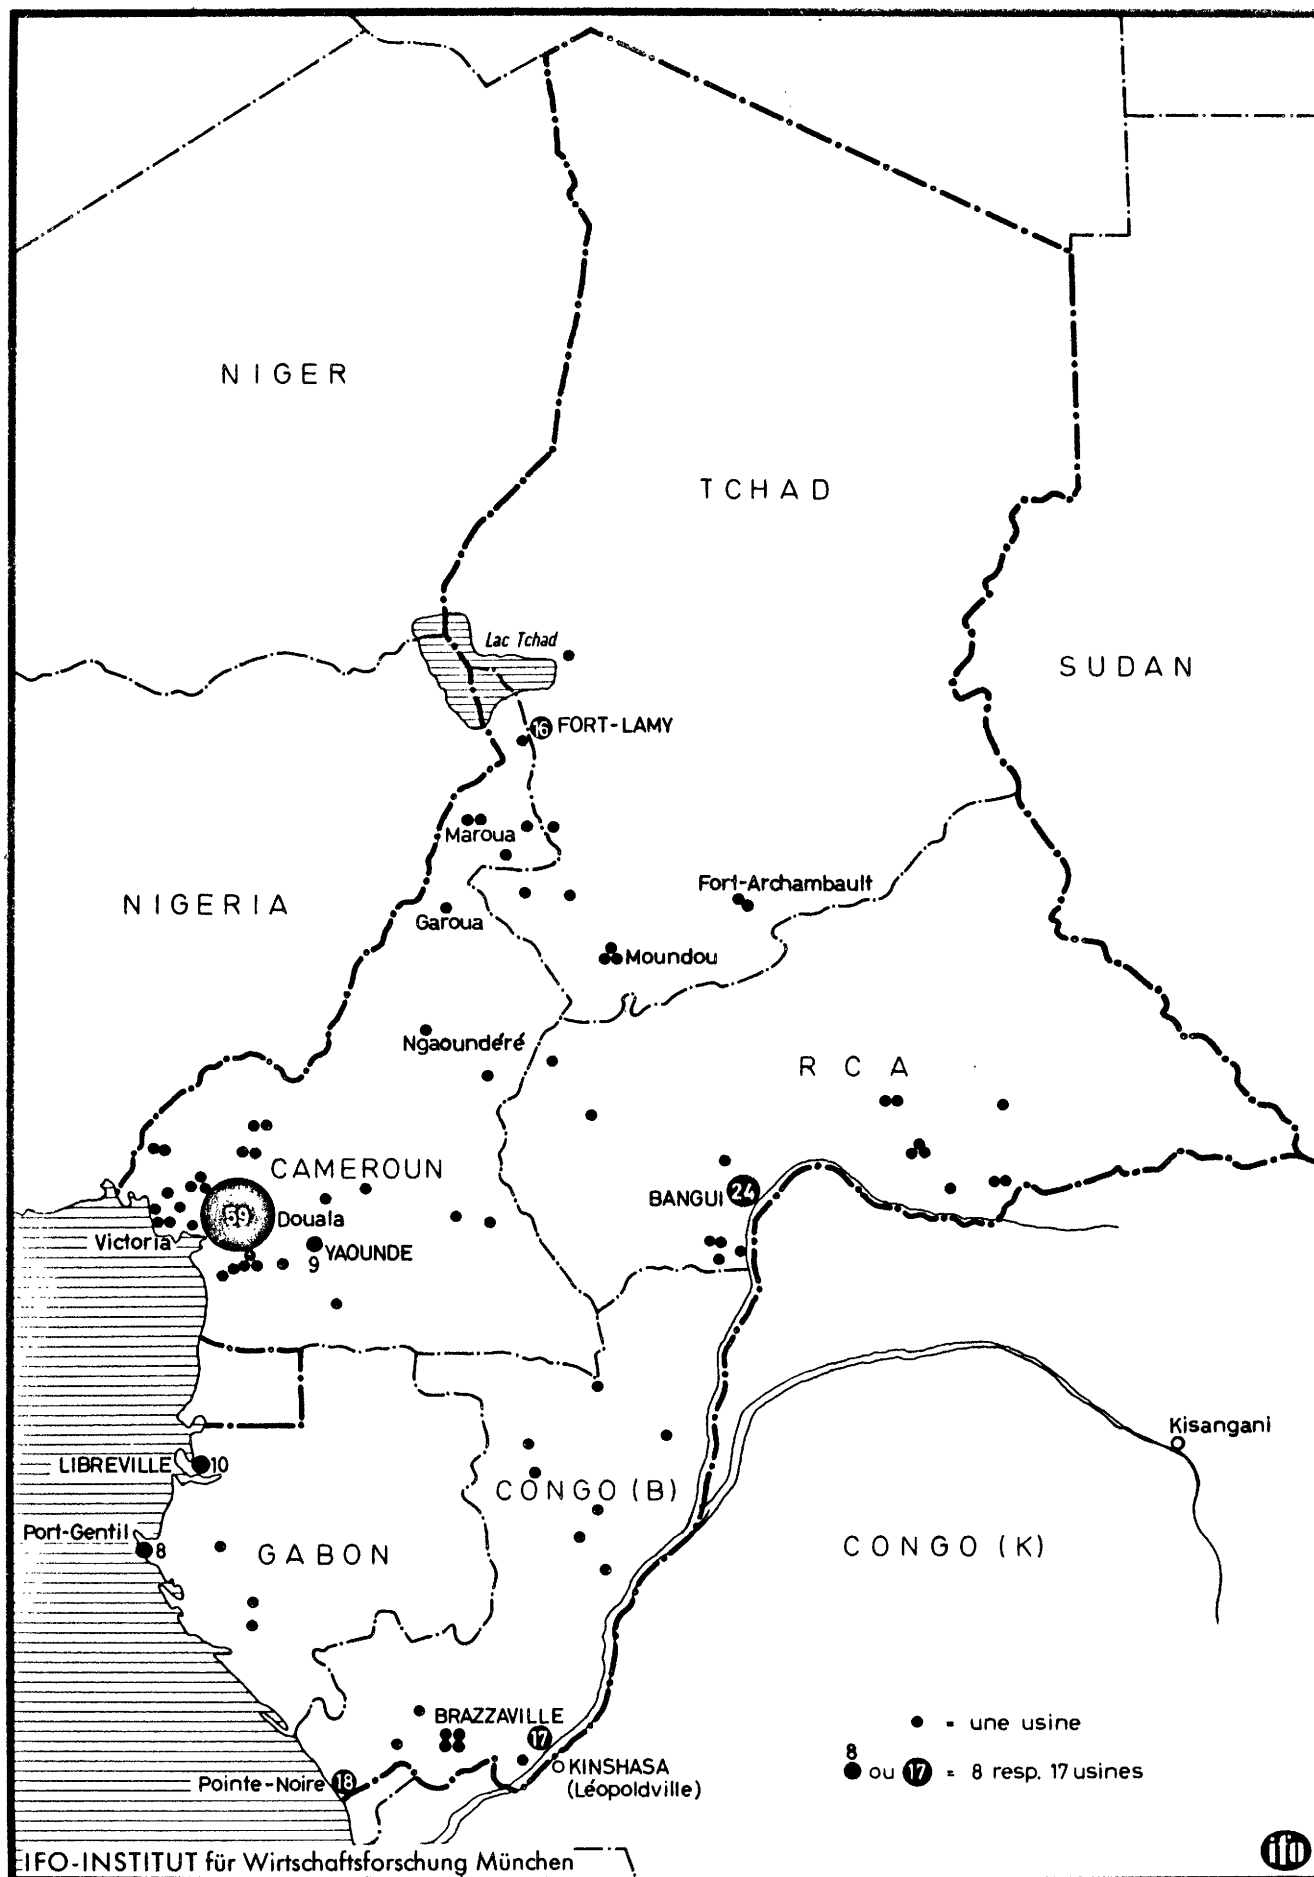 NIGER
TCHAD
Lac Tchad
SUDAN
16 FORT-LAMY
Maroua
Fort-Archambault
NIGERIA
Garoua
Moundou
Ngaoundéré
RCA
CAMEROUN
BANGUI 24
59 Douala
Victoria
YAOUNDE
9
Kisangani
LIBREVILLE 10
CONGO (B)
Port-Gentil 8
GABON
CONGO (K)
BRAZZAVILLE
17
• = une usine
KINSHASA
(Léopoldville)
8
● ou 17 = 8 resp. 17 usines
Pointe-Noire 18
IFO-INSTITUT für Wirtschaftsforschung München
ifo